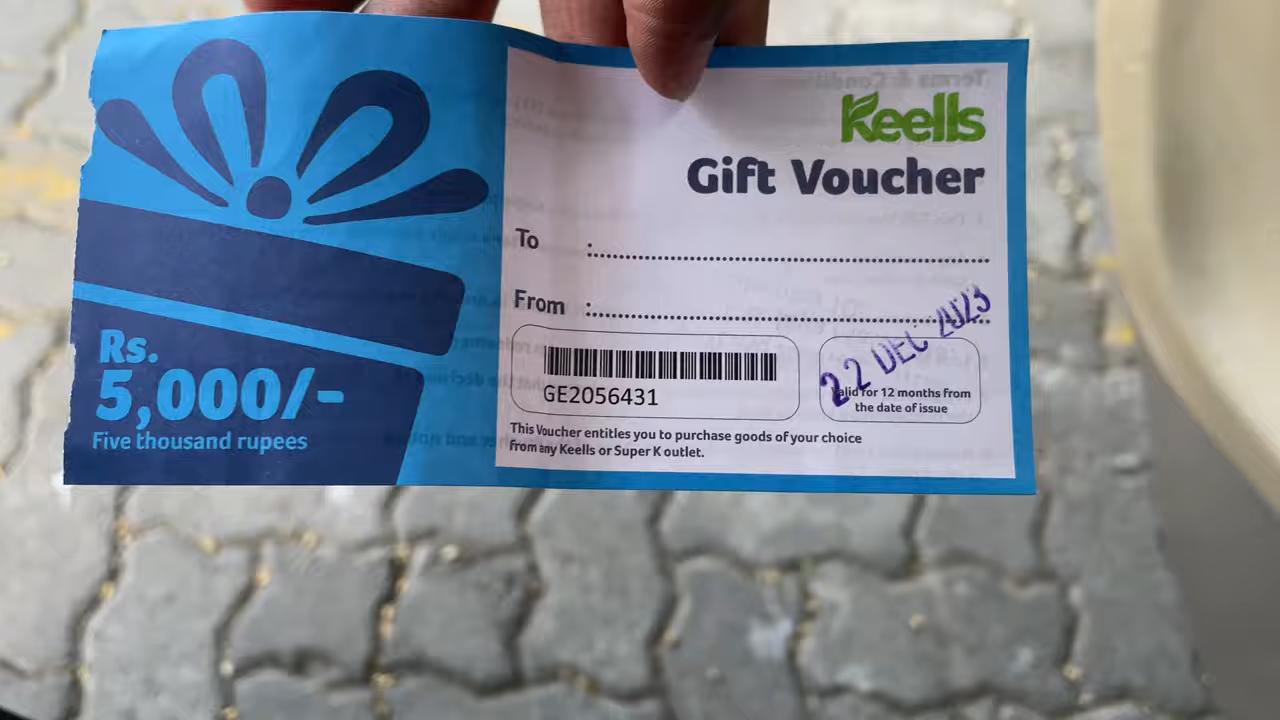 Rs.
5,000/-
Five thousand rupees
Keells
Gift Voucher
To :
From :
GE2056431
22 DEC 2023
Valid for 12 months from
the date of issue
This Voucher entitles you to purchase goods of your choice
from any Keells or Super K outlet.